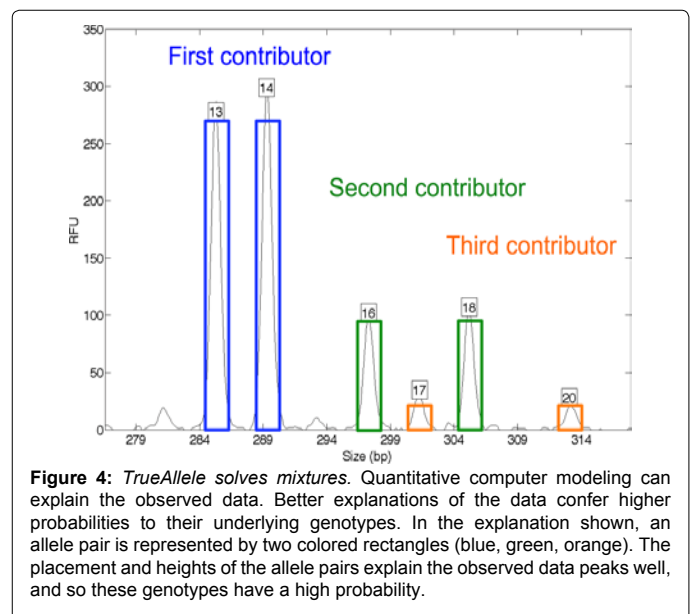 350
First contributor
300
14
13
250
Second contributor
200
RFU
Third contributor
150
100
16
18
50
17
20
0
279 284 289 294 299 304 309 314
Size (bp)
Figure 4: TrueAllele solves mixtures. Quantitative computer modeling can
explain the observed data. Better explanations of the data confer higher
probabilities to their underlying genotypes. In the explanation shown, an
allele pair is represented by two colored rectangles (blue, green, orange). The
placement and heights of the allele pairs explain the observed data peaks well,
and so these genotypes have a high probability.